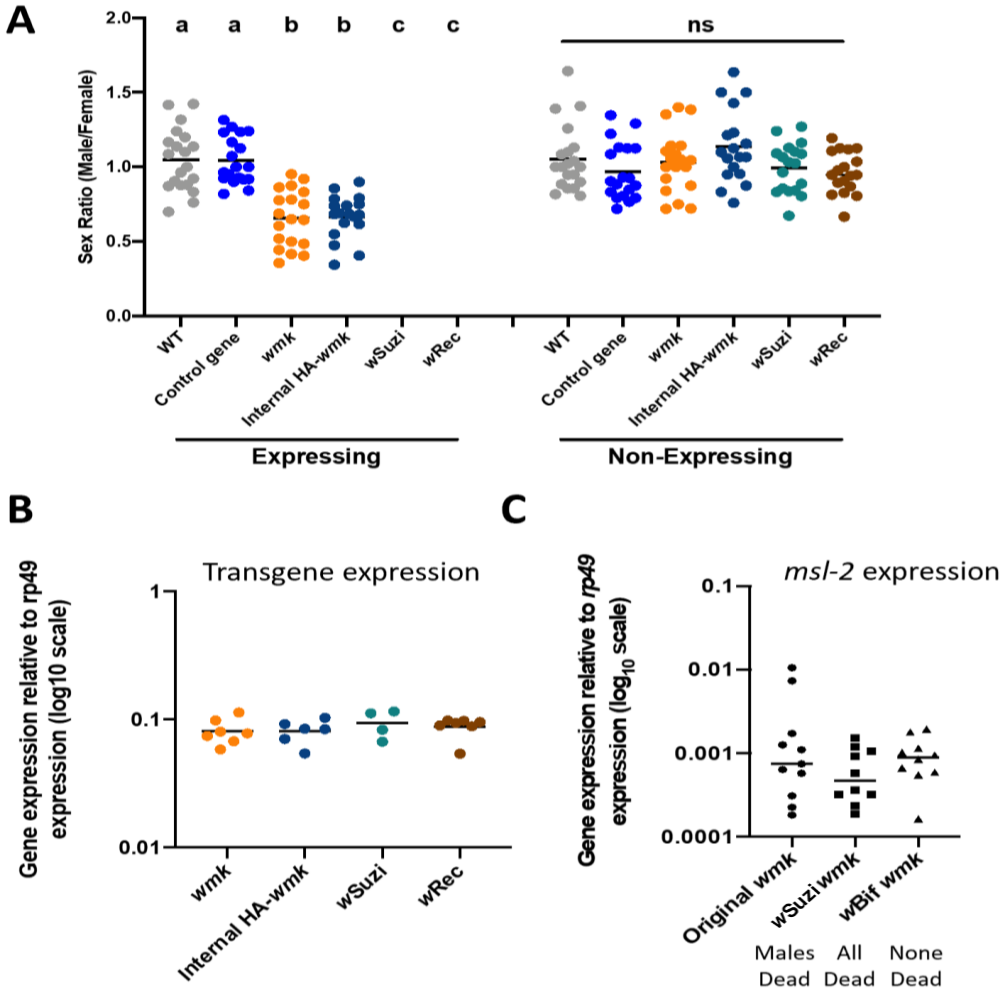 A
Sex Ratio (Male/Female)
2.0
1.5
1.0
0.5
0.0
a a b b c c ns
WT Control gene wmk Internal HA-wmk wSuzi wRec WT Control gene wmk Internal HA-wmk wSuzi wRec
Expressing Non-Expressing
B
Gene expression relative to rp49
expression (log10 scale)
Transgene expression
1
0.1
0.01
wmk Internal HA-wmk wSuzi wRec
C
Gene expression relative to rp49
expression (log10 scale)
msl-2 expression
0.1
0.01
0.001
0.0001
Original wmk wSuzi wmk wBif wmk
Males All None
Dead Dead Dead